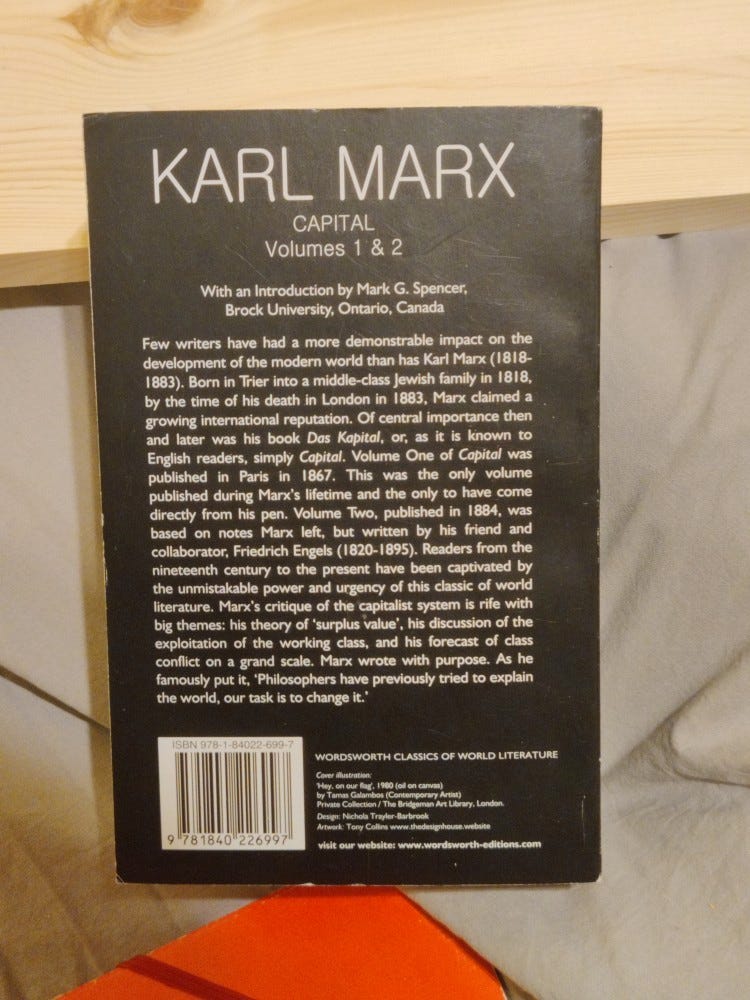 KARL MARX
CAPITAL
Volumes 1 & 2
With an Introduction by Mark G. Spencer,
Brock University, Ontario, Canada
Few writers have had a more demonstrable impact on the
development of the modern world than has Karl Marx (1818-
1883). Born in Trier into a middle-class Jewish family in 1818,
by the time of his death in London in 1883, Marx claimed a
growing international reputation. Of central importance then
and later was his book Das Kapital, or, as it is known to
English readers, simply Capital. Volume One of Capital was
published in Paris in 1867. This was the only volume
published during Marx's lifetime and the only to have come
directly from his pen. Volume Two, published in 1884, was
based on notes Marx left, but written by his friend and
collaborator, Friedrich Engels (1820-1895). Readers from the
nineteenth century to the present have been captivated by
the unmistakable power and urgency of this classic of world
literature. Marx's critique of the capitalist system is rife with
big themes: his theory of 'surplus value', his discussion of the
exploitation of the working class, and his forecast of class
conflict on a grand scale. Marx wrote with purpose. As he
famously put it, 'Philosophers have previously tried to explain
the world, our task is to change it.'
ISBN 978-1-84022-699-7
9 781840 226997
WORDSWORTH CLASSICS OF WORLD LITERATURE
Cover illustration:
'Hey, on our flag', 1980 (oil on canvas)
by Tamas Galambos (Contemporary Artist)
Private Collection / The Bridgeman Art Library, London.
Design: Nichola Trayler-Barbrook
Artwork: Tony Collins www.thedesignhouse.website
visit our website: www.wordsworth-editions.com